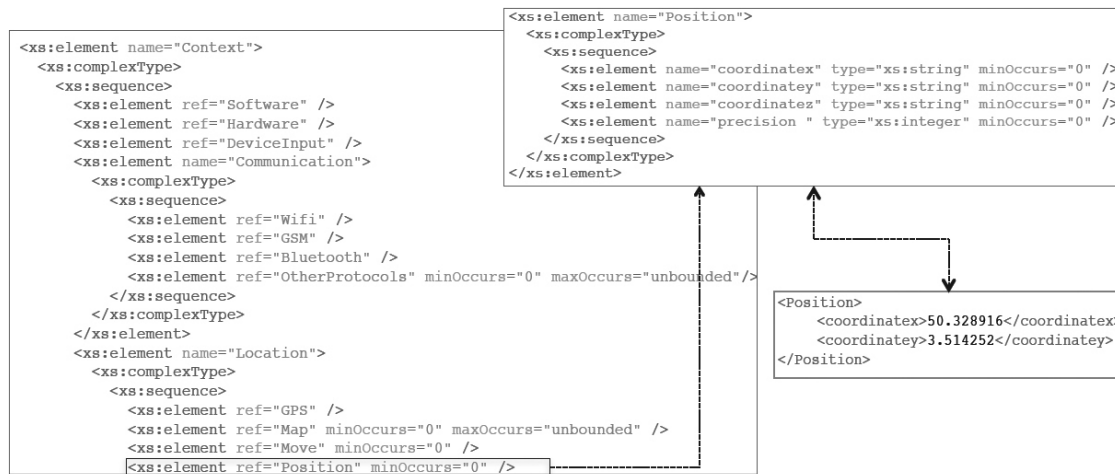 <xs:element name="Context">
<xs:complexType>
<xs:sequence>
<xs:element ref="Software" />
<xs:element ref="Hardware" />
<xs:element ref="DeviceInput" />
<xs:element name="Communication">
<xs:complexType>
<xs:sequence>
<xs:element ref="Wifi" />
<xs:element ref="GSM" />
<xs:element ref="Bluetooth" />
<xs:element ref="OtherProtocols" minOccurs="0" maxOccurs="unbounded"/>
</xs:sequence>
</xs:complexType>
</xs:element>
<xs:element name="Location">
<xs:complexType>
<xs:sequence>
<xs:element ref="GPS" />
<xs:element ref="Map" minOccurs="0" maxOccurs="unbounded" />
<xs:element ref="Move" minOccurs="0" />
<xs:element ref="Position" minOccurs="0" />
<xs:element name="Position">
<xs:complexType>
<xs:sequence>
<xs:element name="coordinatex" type="xs:string" minOccurs="0" />
<xs:element name="coordinatey" type="xs:string" minOccurs="0" />
<xs:element name="coordinatez" type="xs:string" minOccurs="0" />
<xs:element name="precision " type="xs:integer" minOccurs="0" />
</xs:sequence>
</xs:complexType>
</xs:element>
<Position>
<coordinatex>50.328916</coordinatex>
<coordinatey>3.514252</coordinatey>
</Position>